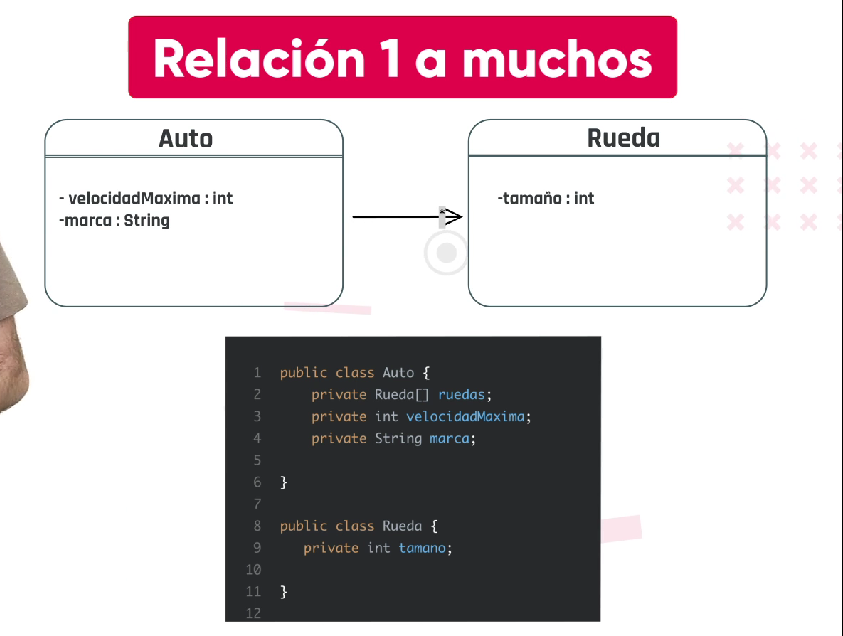 Relación 1 a muchos
Auto
- velocidadMaxima : int
-marca : String
Rueda
-tamaña : int
1 public class Auto {
2 private Rueda[] ruedas;
3 private int velocidadMaxima;
4 private String marca;
5
6 }
7
8 public class Rueda {
9 private int tamano;
10
11 }
12